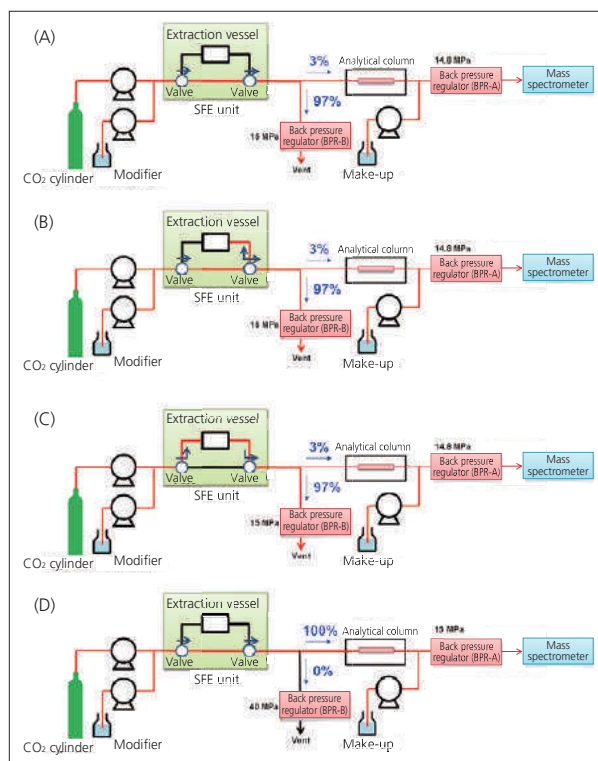 (A)
Extraction vessel
Valve
Valve
SFE unit
CO₂ cylinder
Modifier
3%
97%
15 MPa
Back pressure
regulator (BPR-B)
Vent
Analytical column
Make-up
14.8 MPa
Back pressure
regulator (BPR-A)
Mass
spectrometer
(B)
Extraction vessel
Valve
Valve
SFE unit
CO₂ cylinder
Modifier
3%
97%
15 MPa
Back pressure
regulator (BPR-B)
Vent
Analytical column
Make-up
14.8 MPa
Back pressure
regulator (BPR-A)
Mass
spectrometer
(C)
Extraction vessel
Valve
Valve
SFE unit
CO₂ cylinder
Modifier
3%
97%
15 MPa
Back pressure
regulator (BPR-B)
Vent
Analytical column
Make-up
14.8 MPa
Back pressure
regulator (BPR-A)
Mass
spectrometer
(D)
Extraction vessel
Valve
Valve
SFE unit
CO₂ cylinder
Modifier
100%
0%
40 MPa
Back pressure
regulator (BPR-B)
Vent
Analytical column
Make-up
15 MPa
Back pressure
regulator (BPR-A)
Mass
spectrometer